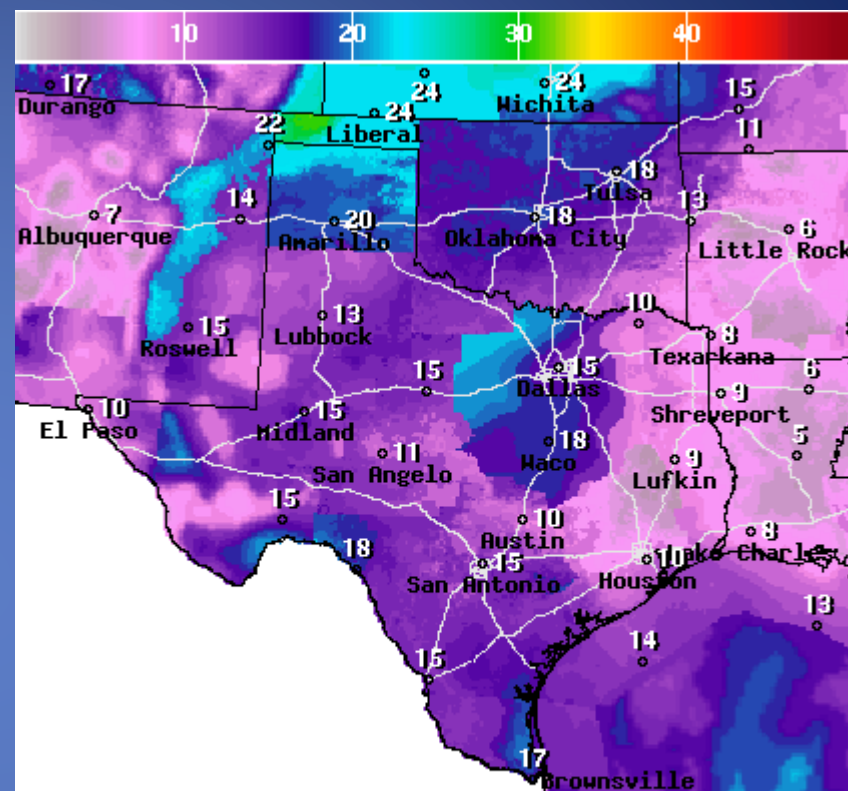 10 20 30 40
17
Durango
24
24
Wichita
15
24
Liberal
22
11
18
Tulsa
7
Albuquerque
14
20
Amarillo
18
Oklahoma City
13
6
Little Rock
15
Roswell
13
Lubbock
10
8
Texarkana
15
Dallas
15
9
Shreveport
6
10
El Paso
15
Midland
11
San Angelo
18
Waco
9
Lufkin
5
15
10
Austin
8
Lake Charles
18
15
San Antonio
10
Houston
13
14
15
17
Brownsville